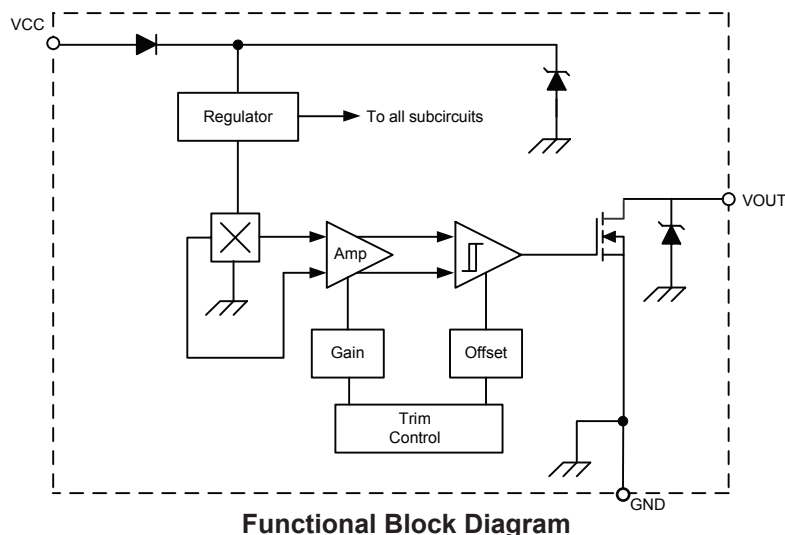 VCC
Regulator
To all subcircuits
VOUT
Amp
Gain
Offset
Trim
Control
GND
Functional Block Diagram